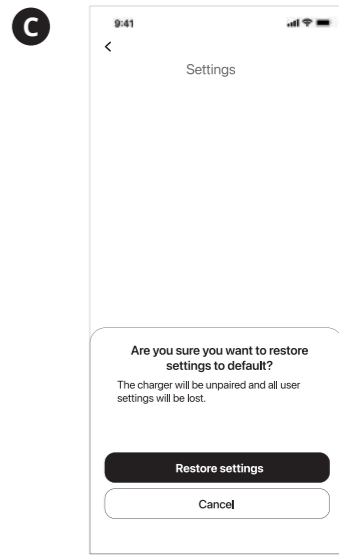 C
9:41
Settings
Are you sure you want to restore
settings to default?
The charger will be unpaired and all user
settings will be lost.
Restore settings
Cancel